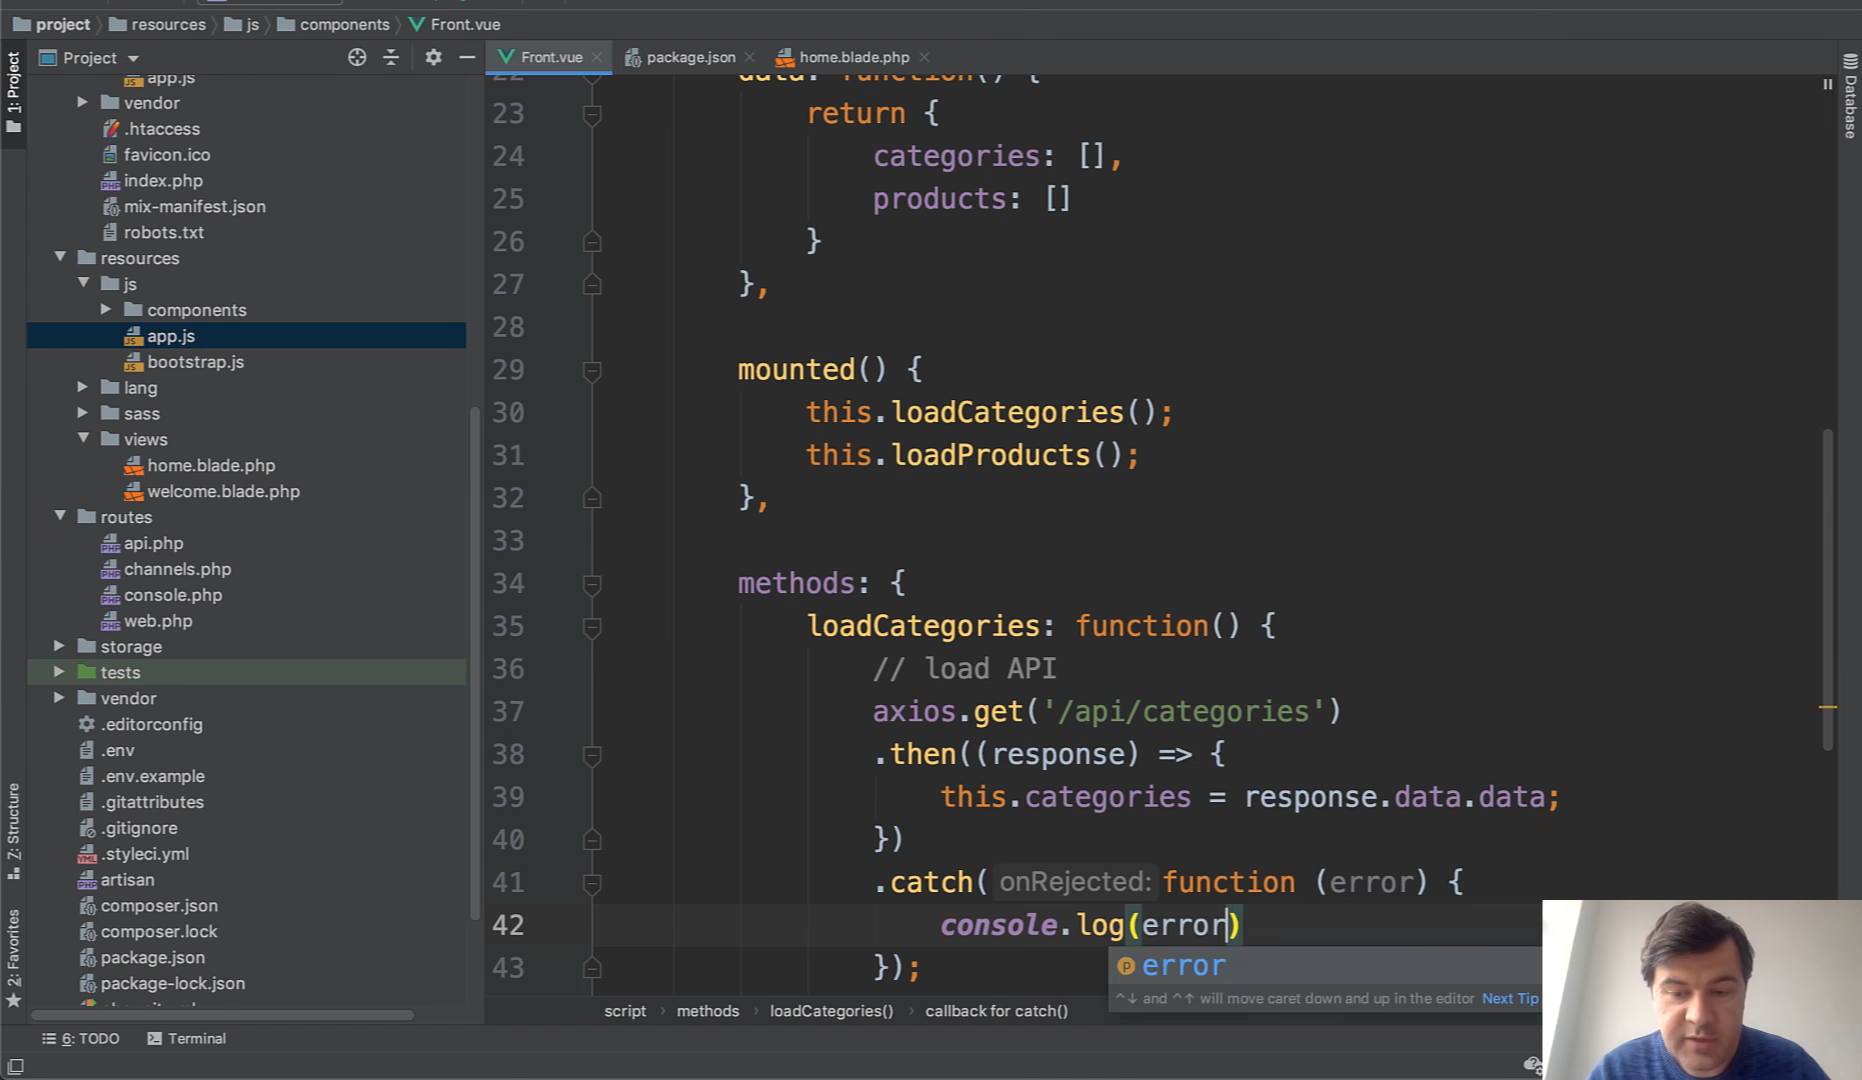 project
resources
js
components
Front.vue
Project
Front.vue
package.json
home.blade.php
1: Project
Database
app.js
vendor
.htaccess
favicon.ico
index.php
mix-manifest.json
robots.txt
resources
js
components
app.js
bootstrap.js
lang
sass
views
home.blade.php
welcome.blade.php
routes
api.php
channels.php
console.php
web.php
storage
tests
vendor
.editorconfig
.env
.env.example
.gitattributes
.gitignore
.styleci.yml
artisan
composer.json
composer.lock
package.json
package-lock.json
22 data: function() {
23 return {
24 categories: [],
25 products: []
26 }
27 },
28
29 mounted() {
30 this.loadCategories();
31 this.loadProducts();
32 },
33
34 methods: {
35 loadCategories: function() {
36 // load API
37 axios.get('/api/categories')
38 .then((response) => {
39 this.categories = response.data.data;
40 })
41 .catch( onRejected: function (error) {
42 console.log(error)
43 });
error
^↓ and ^↑ will move caret down and up in the editor Next Tip
script › methods › loadCategories() › callback for catch()
Z: Structure
2: Favorites
6: TODO
Terminal